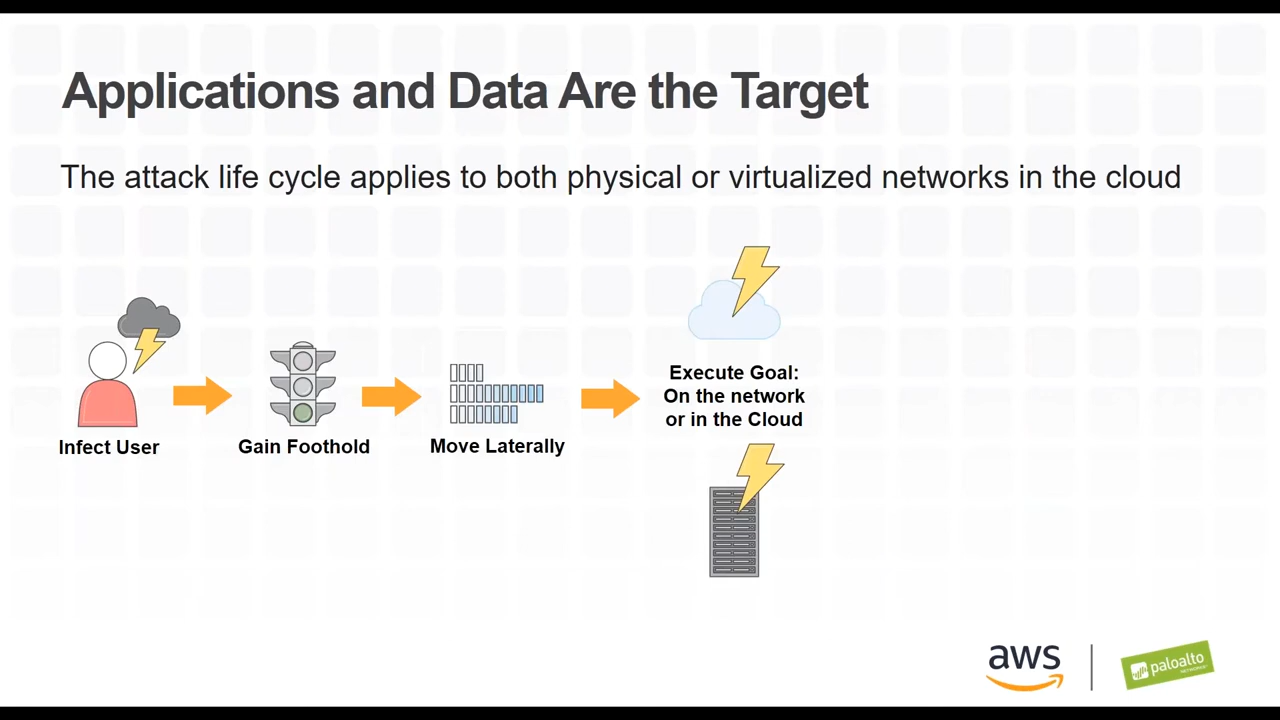 Applications and Data Are the Target
The attack life cycle applies to both physical or virtualized networks in the cloud
Infect User
Gain Foothold
Move Laterally
Execute Goal:
On the network
or in the Cloud
aws
paloalto
NETWORKS